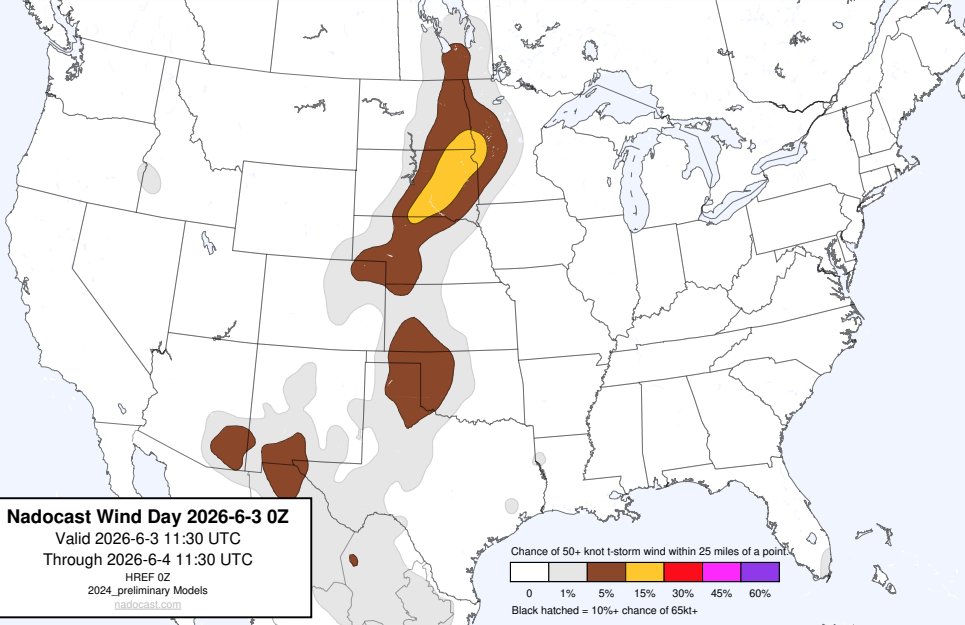 Nadocast Wind Day 2026-6-3 0Z
Valid 2026-6-3 11:30 UTC
Through 2026-6-4 11:30 UTC
HREF 0Z
2024_preliminary Models
nadocast.com
Chance of 50+ knot t-storm wind within 25 miles of a point.
0 1% 5% 15% 30% 45% 60%
Black hatched = 10%+ chance of 65kt+